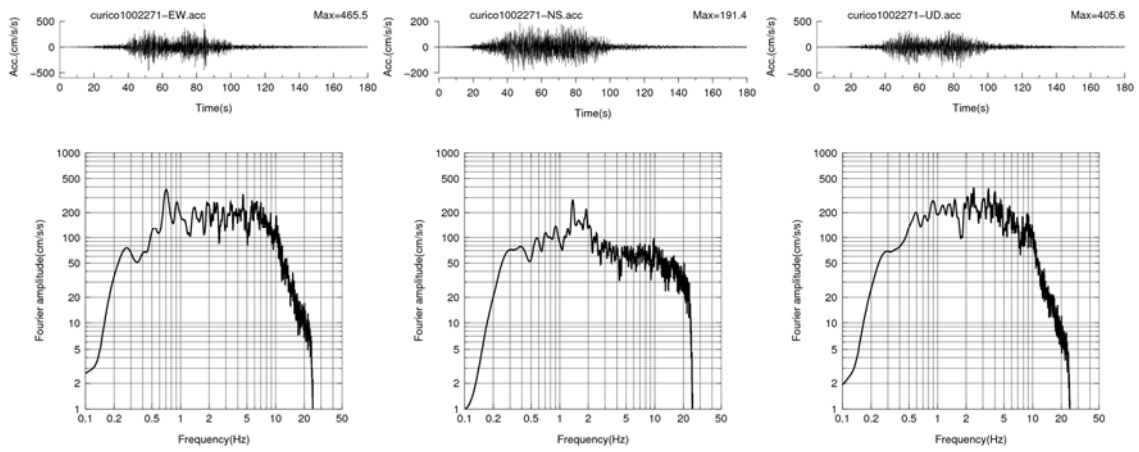 curico1002271-EW.acc Max=465.5
Acc.(cm/s/s)
500
0
−500
0 20 40 60 80 100 120 140 160 180
Time(s)
curico1002271-NS.acc Max=191.4
Acc.(cm/s/s)
200
0
−200
0 20 40 60 80 100 120 140 160 180
Time(s)
curico1002271-UD.acc Max=405.6
Acc.(cm/s/s)
500
0
−500
0 20 40 60 80 100 120 140 160 180
Time(s)
Fourier amplitude(cm/s/s)
1000
500
200
100
50
20
10
5
2
1
0.1 0.2 0.5 1 2 5 10 20 50
Frequency(Hz)
Fourier amplitude(cm/s/s)
1000
500
200
100
50
20
10
5
2
1
0.1 0.2 0.5 1 2 5 10 20 50
Frequency(Hz)
Fourier amplitude(cm/s/s)
1000
500
200
100
50
20
10
5
2
1
0.1 0.2 0.5 1 2 5 10 20 50
Frequency(Hz)